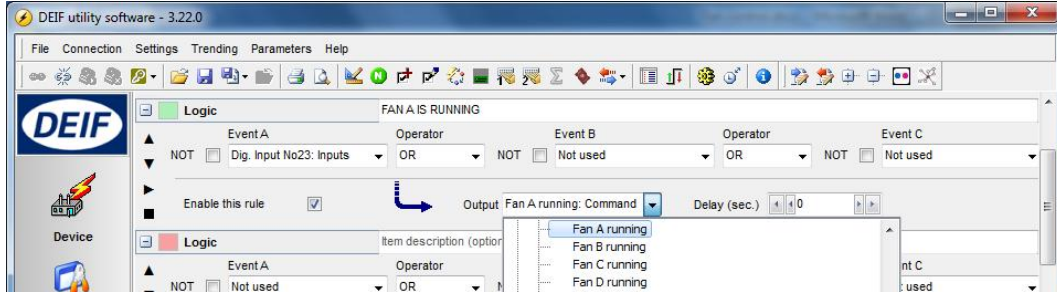 DEIF utility software - 3.22.0
File Connection Settings Trending Parameters Help
DEIF
Logic FAN A IS RUNNING
Event A Operator Event B Operator Event C
NOT Dig. Input No23: Inputs OR NOT Not used OR NOT Not used
Enable this rule Output Fan A running: Command Delay (sec.) 0
Device
Fan A running
Logic Item description (option
Fan B running
Event A Operator Fan C running nt C
NOT Not used OR N Fan D running used